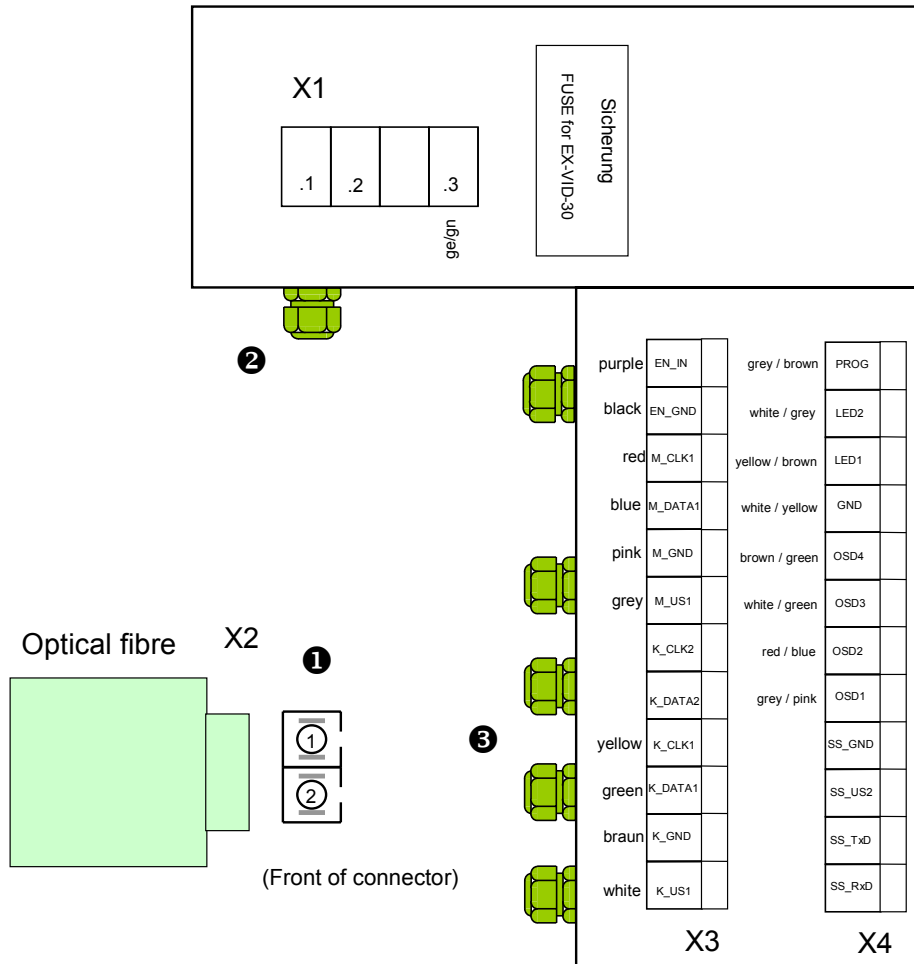 X1
.1
.2
.3
ge/gn
Sicherung
FUSE for EX-VID-30
❷
purple EN_IN
black EN_GND
red M_CLK1
blue M_DATA1
pink M_GND
grey M_US1
K_CLK2
K_DATA2
yellow K_CLK1
green K_DATA1
braun K_GND
white K_US1
X3
grey / brown PROG
white / grey LED2
yellow / brown LED1
white / yellow GND
brown / green OSD4
white / green OSD3
red / blue OSD2
grey / pink OSD1
SS_GND
SS_US2
SS_TxD
SS_RxD
X4
Optical fibre
X2
❶
1
2
❸
(Front of connector)